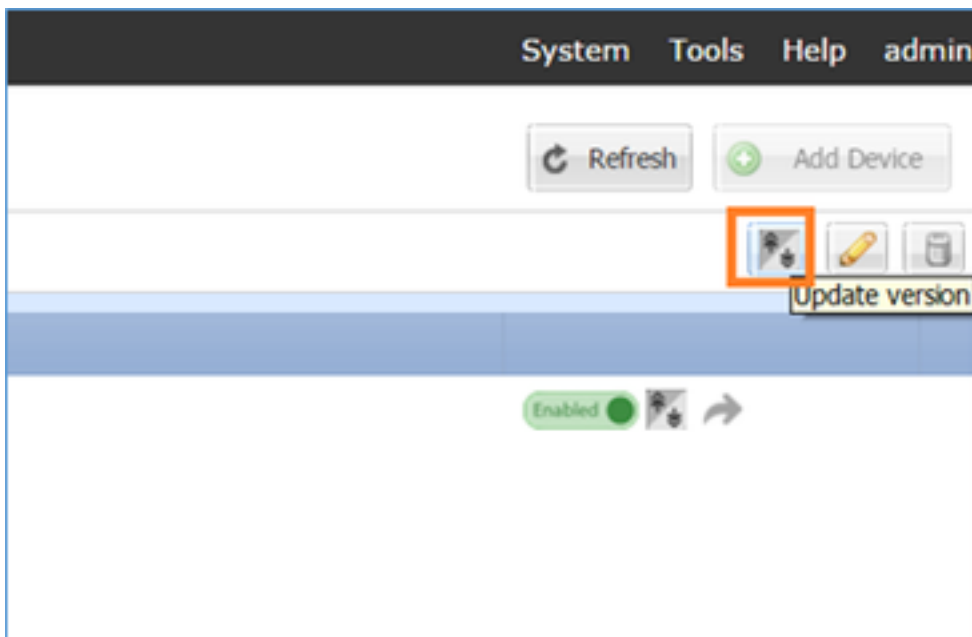 System Tools Help admin
Refresh Add Device
Update version
Enabled